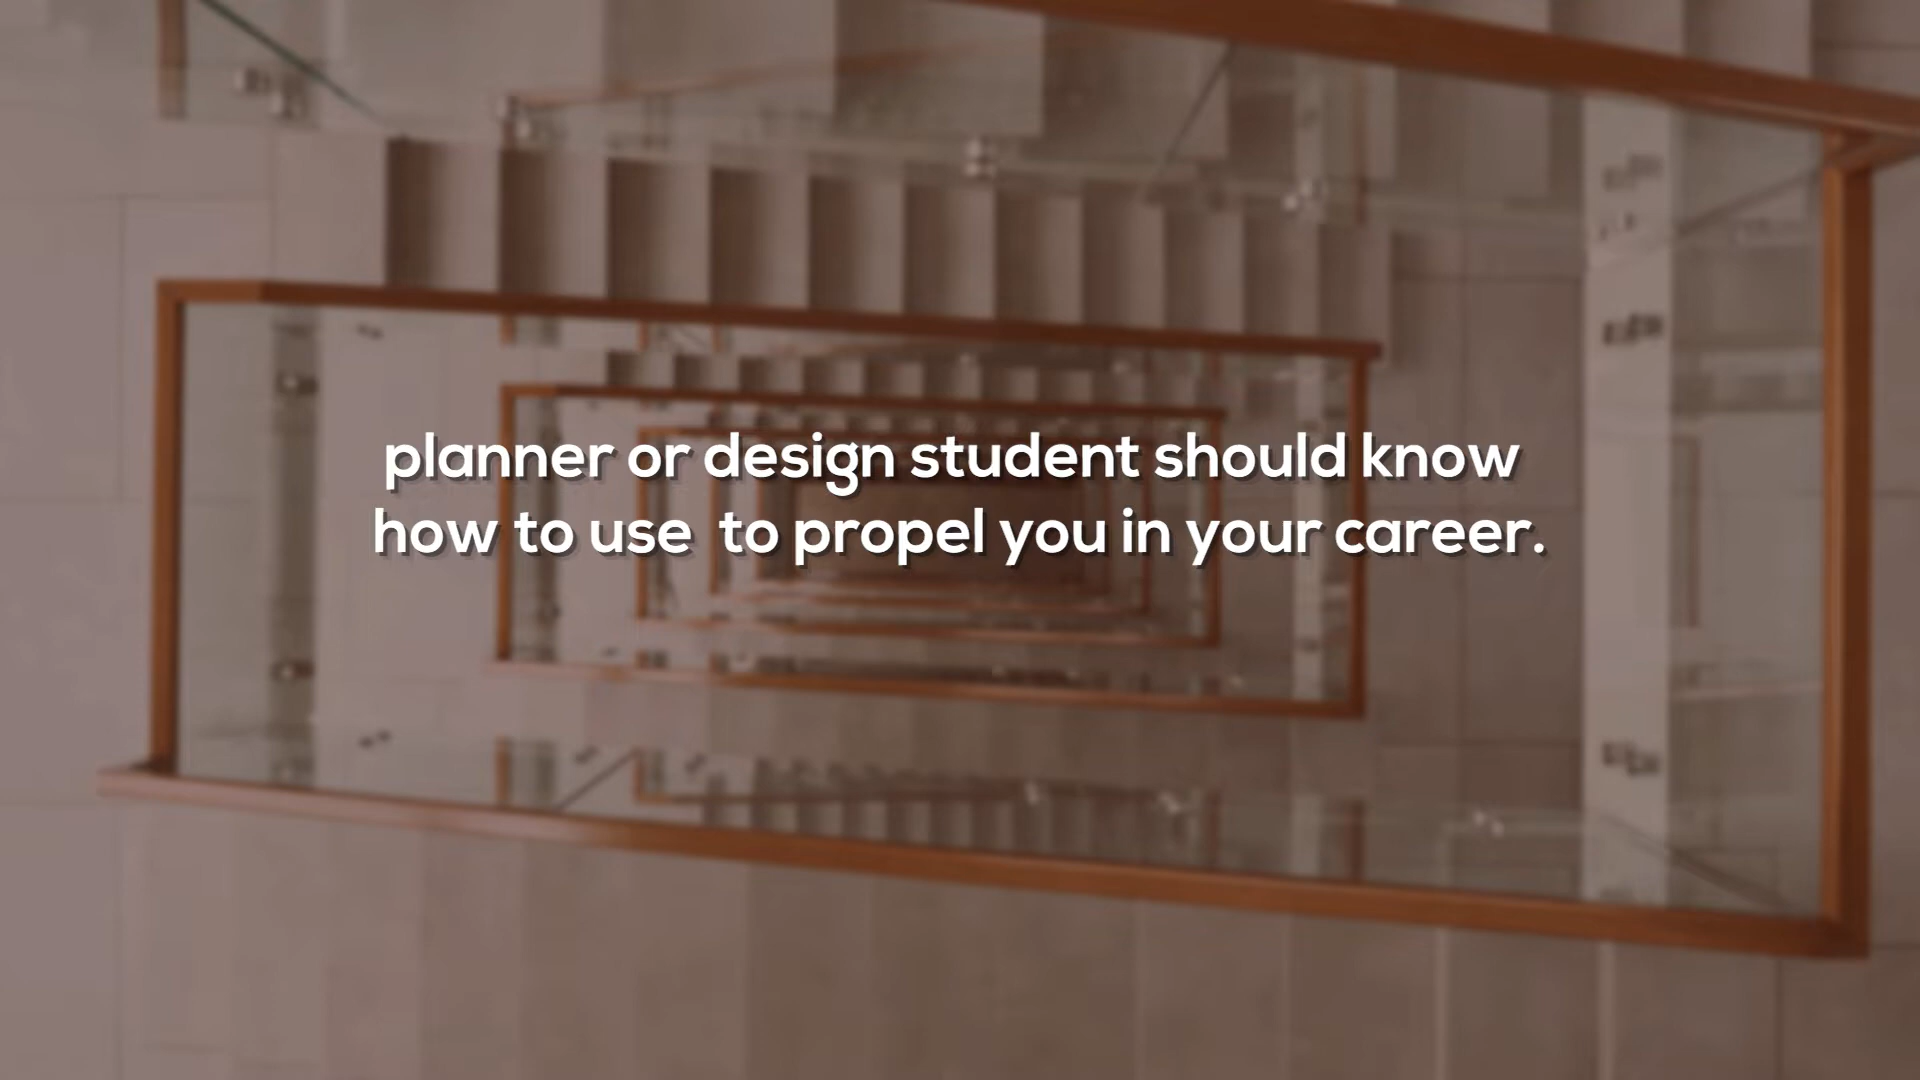 planner or design student should know
how to use  to propel you in your career.